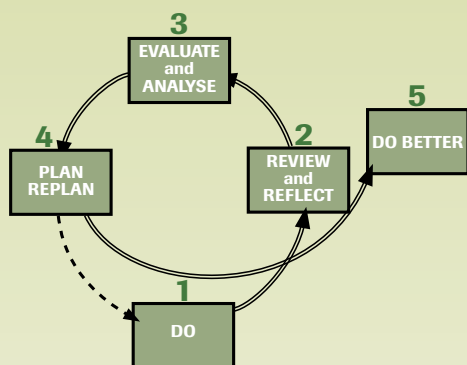 3
EVALUATE
and
ANALYSE
5
DO BETTER
4
PLAN
REPLAN
2
REVIEW
and
REFLECT
1
DO